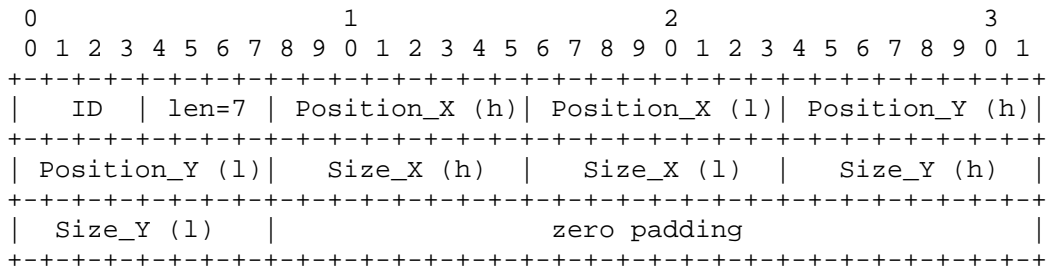 0                   1                   2                   3
 0 1 2 3 4 5 6 7 8 9 0 1 2 3 4 5 6 7 8 9 0 1 2 3 4 5 6 7 8 9 0 1
+-+-+-+-+-+-+-+-+-+-+-+-+-+-+-+-+-+-+-+-+-+-+-+-+-+-+-+-+-+-+-+-+
|   ID  | len=7 | Position_X (h)| Position_X (l)| Position_Y (h)|
+-+-+-+-+-+-+-+-+-+-+-+-+-+-+-+-+-+-+-+-+-+-+-+-+-+-+-+-+-+-+-+-+
| Position_Y (l)|   Size_X (h)  |   Size_X (l)  |   Size_Y (h)  |
+-+-+-+-+-+-+-+-+-+-+-+-+-+-+-+-+-+-+-+-+-+-+-+-+-+-+-+-+-+-+-+-+
|  Size_Y (l)   |                 zero padding                  |
+-+-+-+-+-+-+-+-+-+-+-+-+-+-+-+-+-+-+-+-+-+-+-+-+-+-+-+-+-+-+-+-+